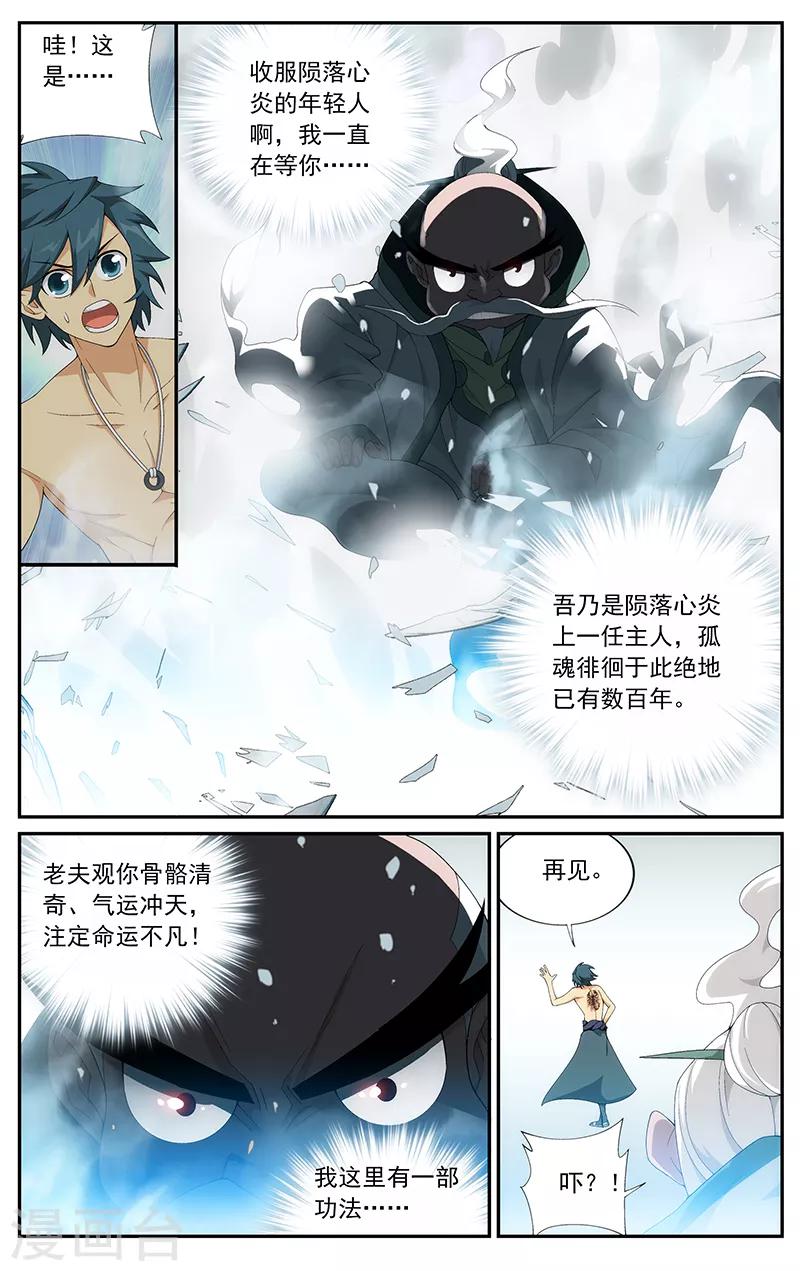 哇！这
是……
收服陨落心
炎的年轻人
啊，我一直
在等你……
吾乃是陨落心炎
上一任主人，孤
魂徘徊于此绝地
已有数百年。
老夫观你骨骼清
奇、气运冲天，
注定命运不凡！
我这里有一部
功法……
再见。
吓？！
漫画台